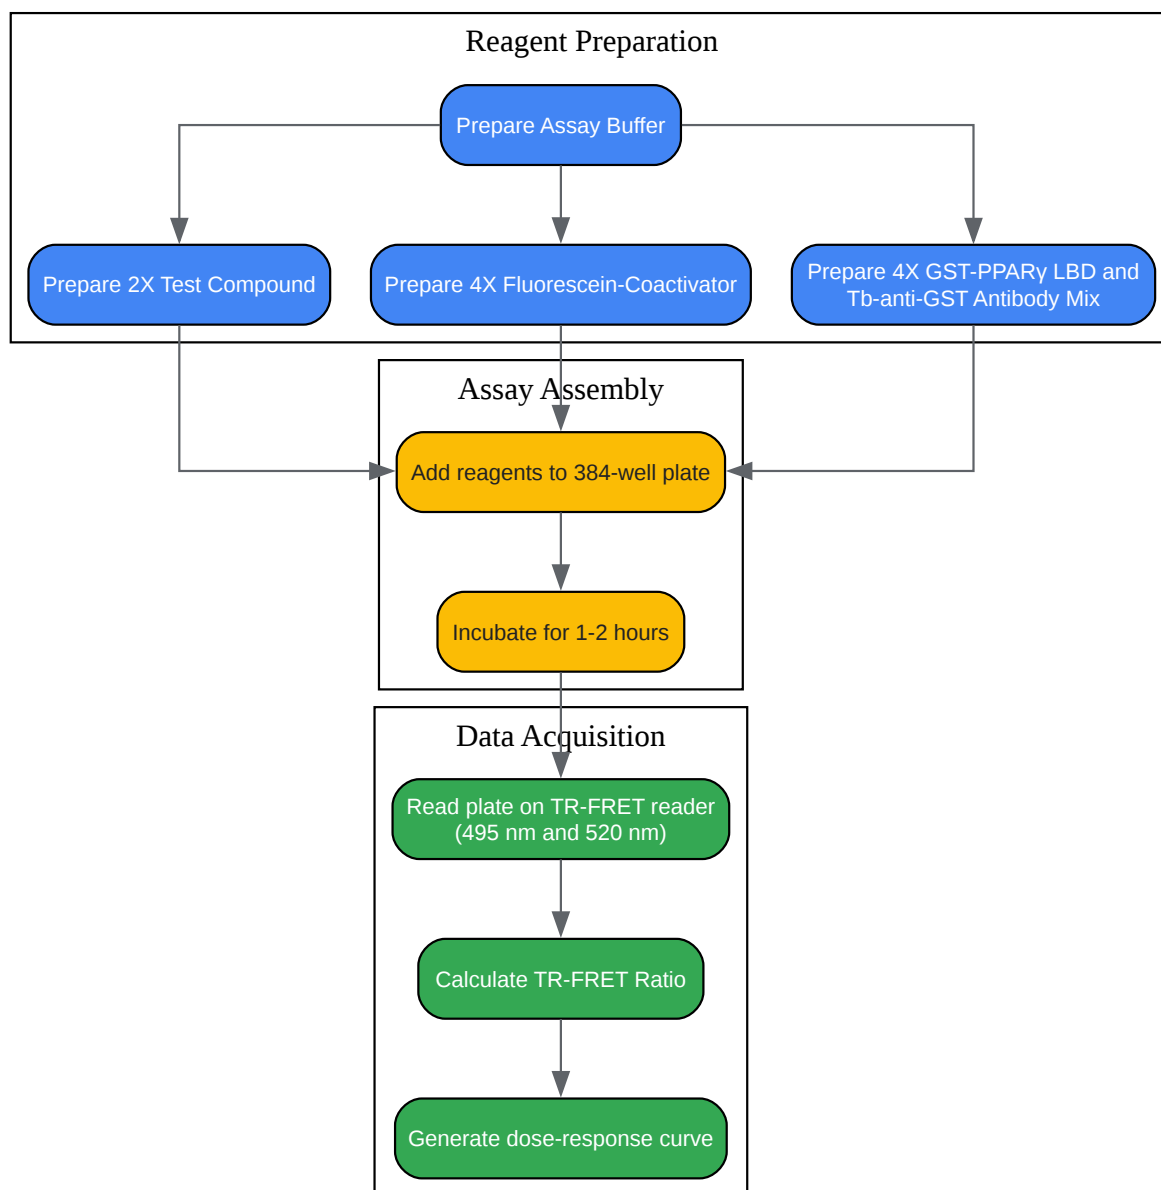 Reagent Preparation
Prepare Assay Buffer
Prepare 2X Test Compound
Prepare 4X Fluorescein-Coactivator
Prepare 4X GST-PPARγ LBD and
Tb-anti-GST Antibody Mix
Assay Assembly
Add reagents to 384-well plate
Incubate for 1-2 hours
Data Acquisition
Read plate on TR-FRET reader
(495 nm and 520 nm)
Calculate TR-FRET Ratio
Generate dose-response curve